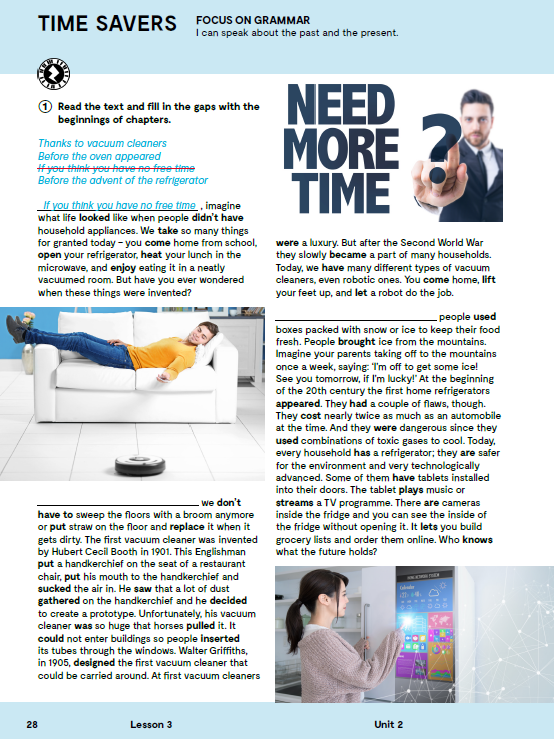 TIME SAVERS
FOCUS ON GRAMMAR
I can speak about the past and the present.
1 Read the text and fill in the gaps with the
beginnings of chapters.
Thanks to vacuum cleaners
Before the oven appeared
If you think you have no free time
Before the advent of the refrigerator
If you think you have no free time , imagine
what life looked like when people didn't have
household appliances. We take so many things
for granted today – you come home from school,
open your refrigerator, heat your lunch in the
microwave, and enjoy eating it in a neatly
vacuumed room. But have you ever wondered
when these things were invented?
____ we don't
have to sweep the floors with a broom anymore
or put straw on the floor and replace it when it
gets dirty. The first vacuum cleaner was invented
by Hubert Cecil Booth in 1901. This Englishman
put a handkerchief on the seat of a restaurant
chair, put his mouth to the handkerchief and
sucked the air in. He saw that a lot of dust
gathered on the handkerchief and he decided
to create a prototype. Unfortunately, his vacuum
cleaner was so huge that horses pulled it. It
could not enter buildings so people inserted
its tubes through the windows. Walter Griffiths,
in 1905, designed the first vacuum cleaner that
could be carried around. At first vacuum cleaners
NEED
MORE
TIME
?
were a luxury. But after the Second World War
they slowly became a part of many households.
Today, we have many different types of vacuum
cleaners, even robotic ones. You come home, lift
your feet up, and let a robot do the job.
____ people used
boxes packed with snow or ice to keep their food
fresh. People brought ice from the mountains.
Imagine your parents taking off to the mountains
once a week, saying: 'I'm off to get some ice!
See you tomorrow, if I'm lucky!' At the beginning
of the 20th century the first home refrigerators
appeared. They had a couple of flaws, though.
They cost nearly twice as much as an automobile
at the time. And they were dangerous since they
used combinations of toxic gases to cool. Today,
every household has a refrigerator; they are safer
for the environment and very technologically
advanced. Some of them have tablets installed
into their doors. The tablet plays music or
streams a TV programme. There are cameras
inside the fridge and you can see the inside of
the fridge without opening it. It lets you build
grocery lists and order them online. Who knows
what the future holds?
Calendar
28
Lesson 3
Unit 2